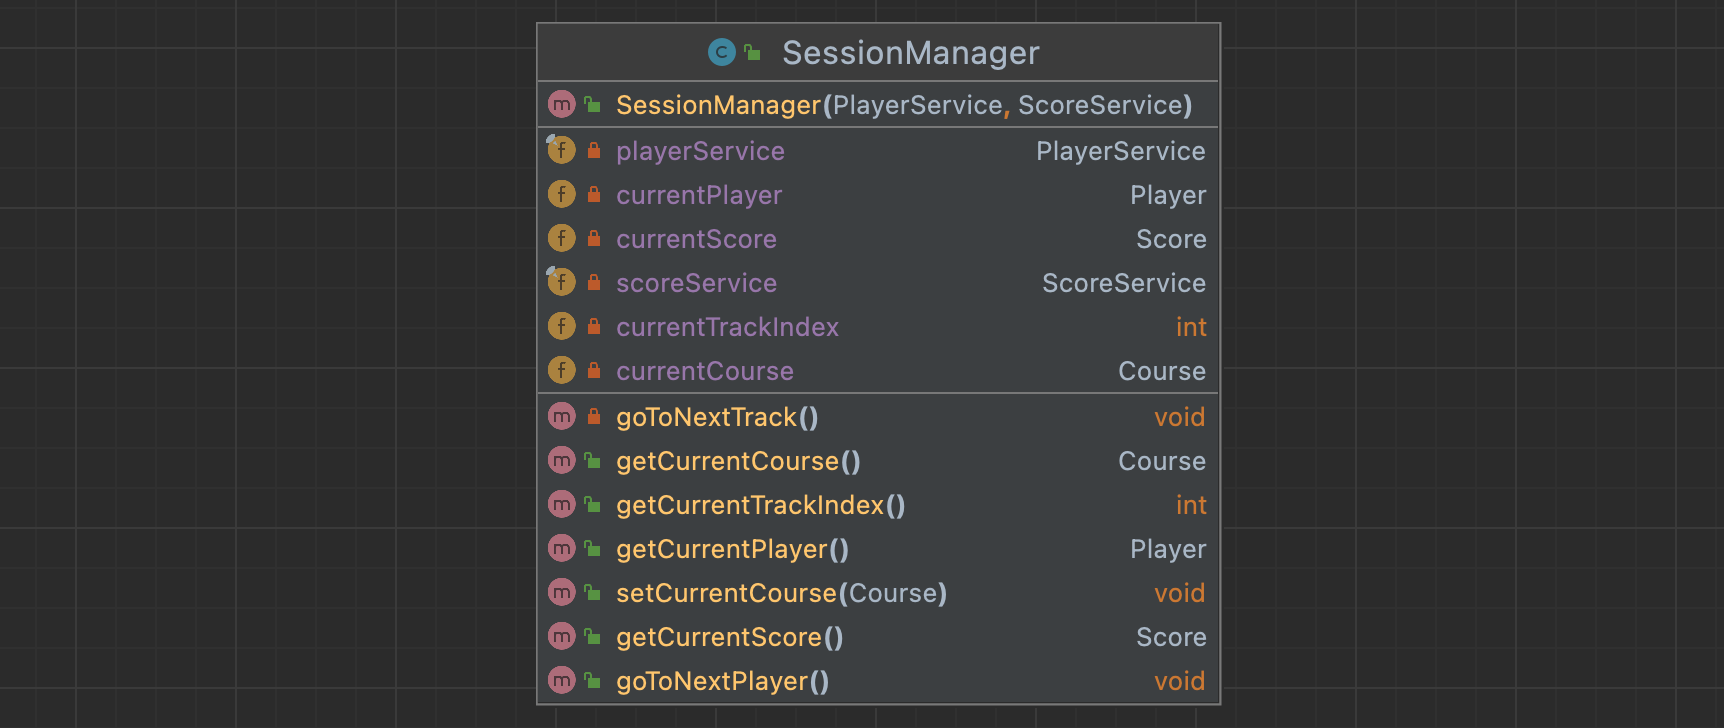 C SessionManager
m SessionManager(PlayerService, ScoreService)
f playerService PlayerService
f currentPlayer Player
f currentScore Score
f scoreService ScoreService
f currentTrackIndex int
f currentCourse Course
m goToNextTrack() void
m getCurrentCourse() Course
m getCurrentTrackIndex() int
m getCurrentPlayer() Player
m setCurrentCourse(Course) void
m getCurrentScore() Score
m goToNextPlayer() void